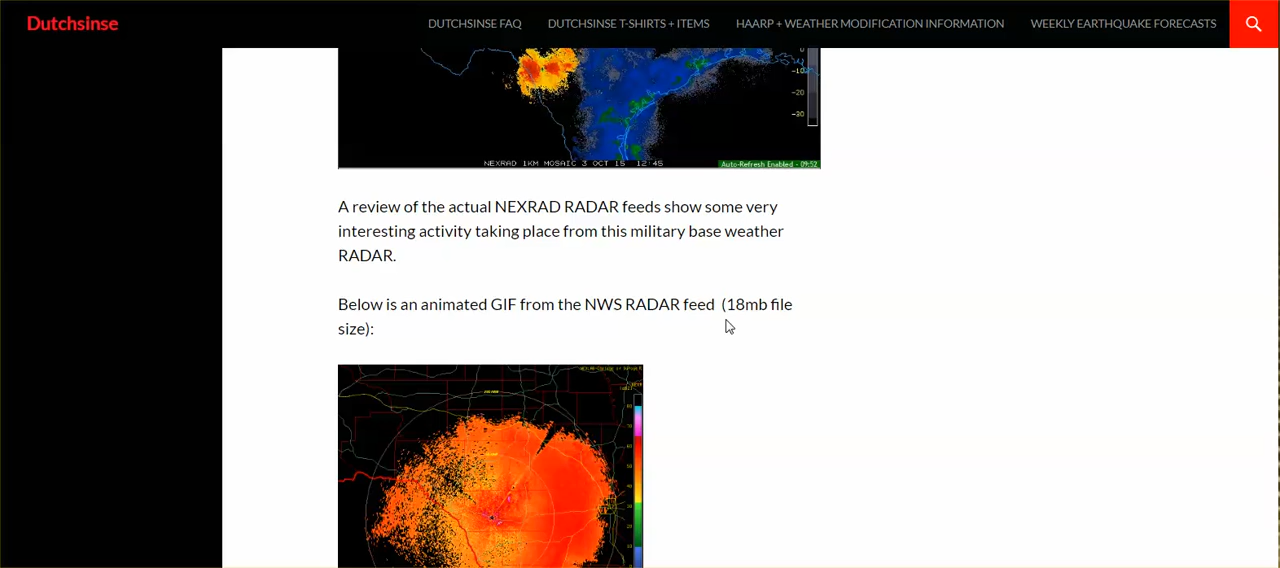 Dutchsinse
DUTCHSINSE FAQ
DUTCHSINSE T-SHIRTS + ITEMS
HAARP + WEATHER MODIFICATION INFORMATION
WEEKLY EARTHQUAKE FORECASTS
-10
-20
-30
NEXRAD 1KM MOSAIC 3 OCT 15 12:45
Auto-Refresh Enabled - 09:52
A review of the actual NEXRAD RADAR feeds show some very
interesting activity taking place from this military base weather
RADAR.
Below is an animated GIF from the NWS RADAR feed (18mb file
size):